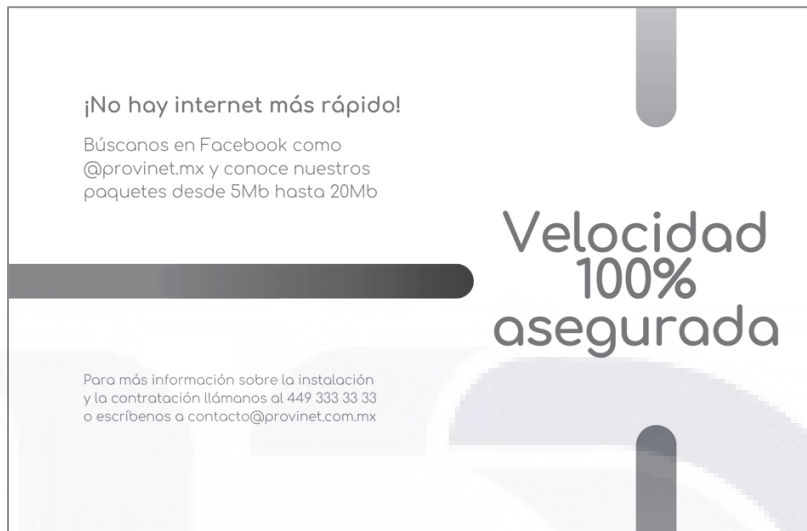 ¡No hay internet más rápido!
Búscanos en Facebook como
@provinet.mx y conoce nuestros
paquetes desde 5Mb hasta 20Mb
Velocidad
100%
asegurada
Para más información sobre la instalación
y la contratación llámanos al 449 333 33 33
o escríbenos a contacto@provinet.com.mx